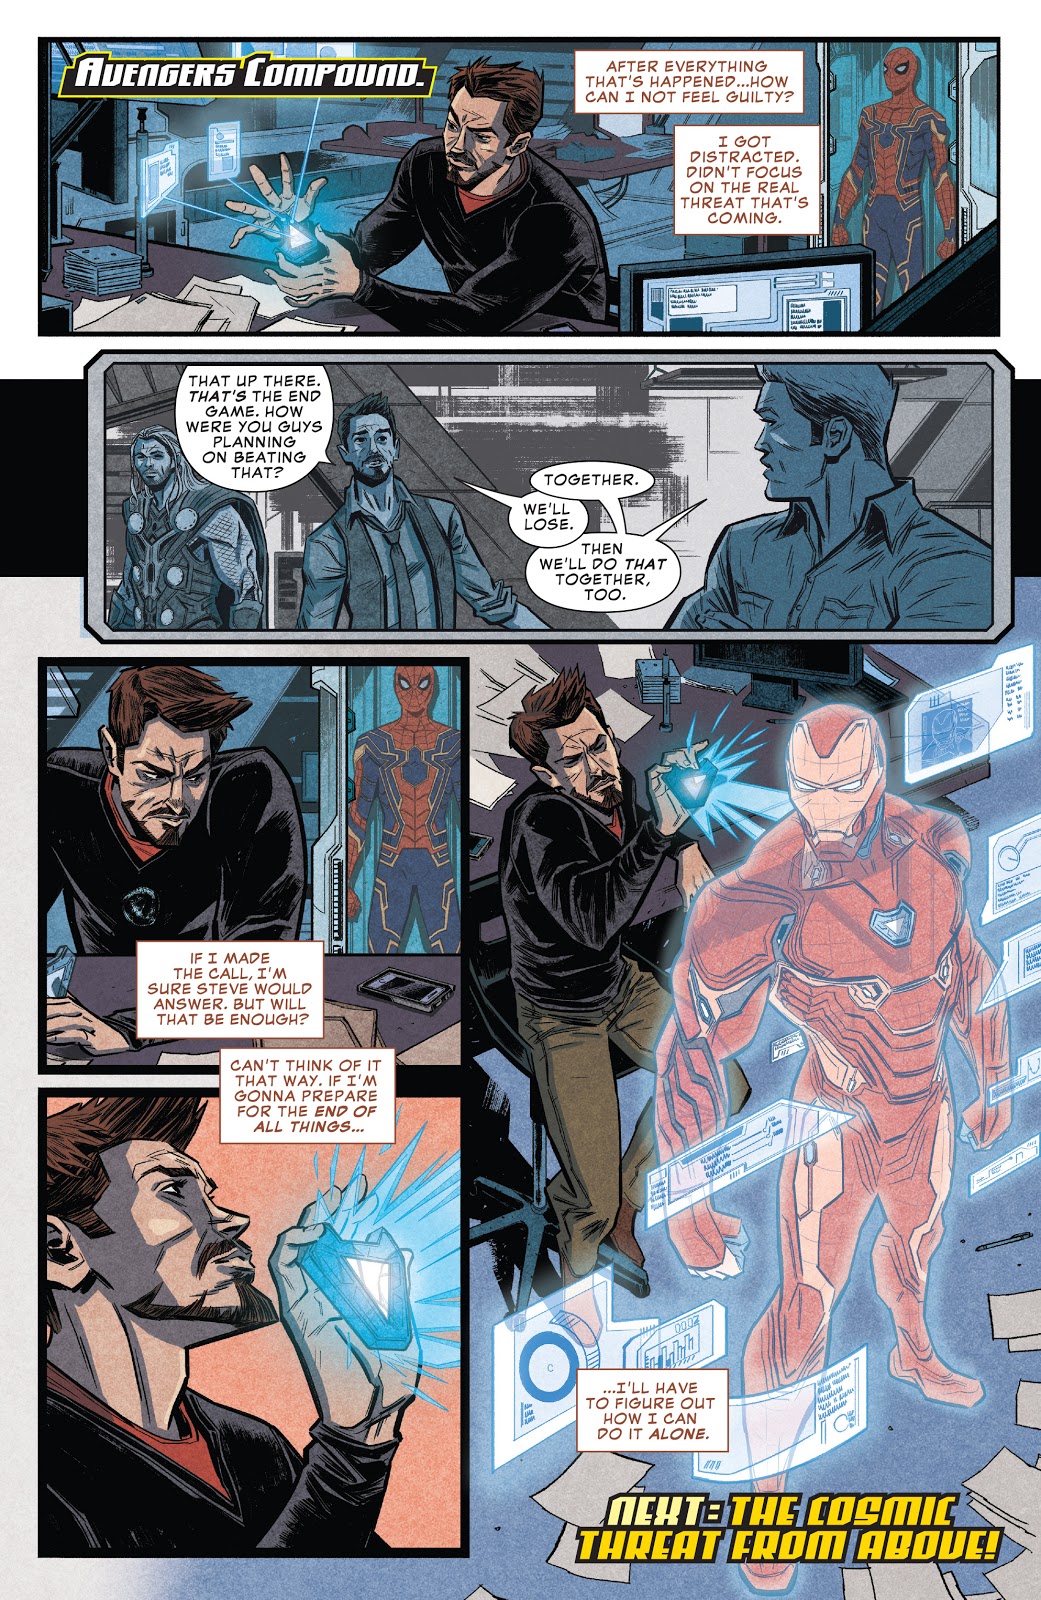 AVENGERS COMPOUND.
AFTER EVERYTHING
THAT'S HAPPENED...HOW
CAN I NOT FEEL GUILTY?
I GOT
DISTRACTED.
DIDN'T FOCUS
ON THE REAL
THREAT THAT'S
COMING.
THAT UP THERE.
THAT'S THE END
GAME. HOW
WERE YOU GUYS
PLANNING
ON BEATING
THAT?
TOGETHER.
WE'LL
LOSE.
THEN
WE'LL DO THAT
TOGETHER,
TOO.
IF I MADE
THE CALL, I'M
SURE STEVE WOULD
ANSWER. BUT WILL
THAT BE ENOUGH?
CAN'T THINK OF IT
THAT WAY. IF I'M
GONNA PREPARE
FOR THE END OF
ALL THINGS...
C
...I'LL HAVE
TO FIGURE OUT
HOW I CAN
DO IT ALONE.
NEXT: THE COSMIC
THREAT FROM ABOVE!